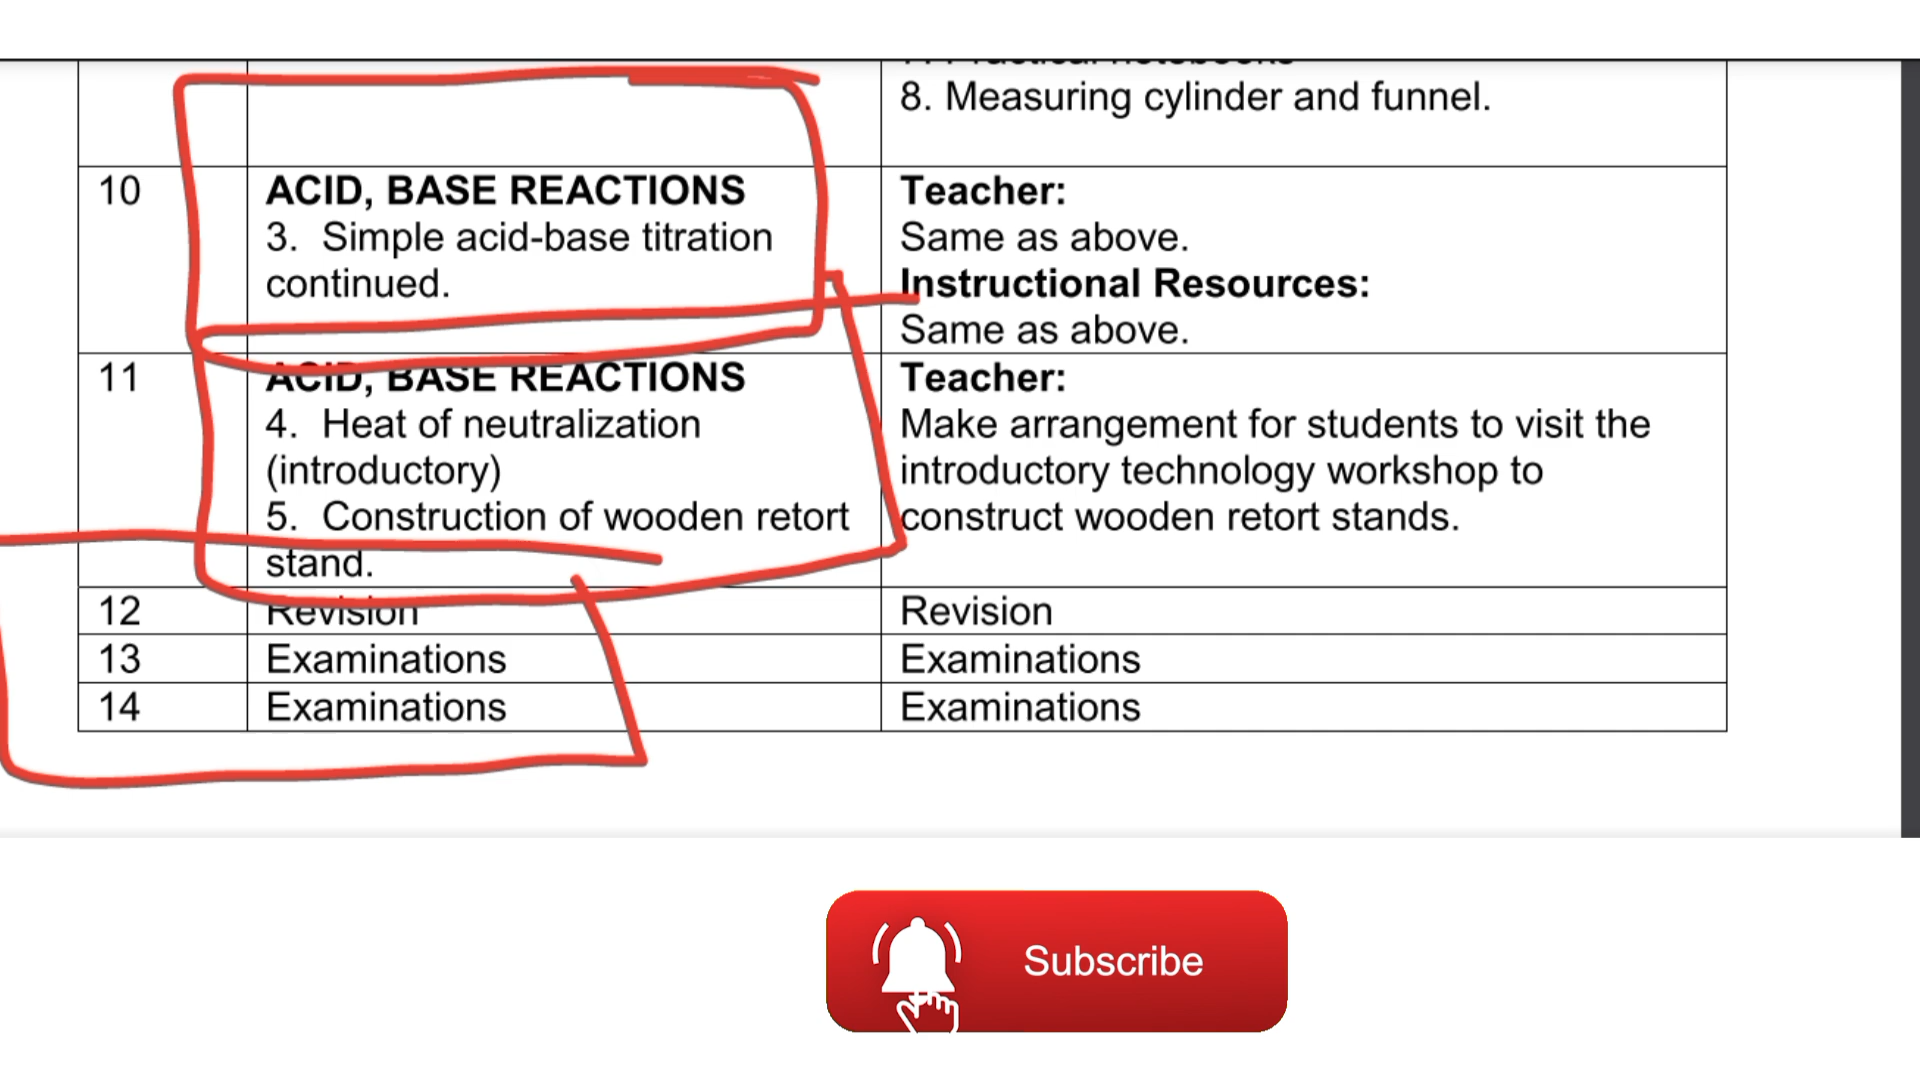 8. Measuring cylinder and funnel.
10
ACID, BASE REACTIONS
3. Simple acid-base titration
continued.
Teacher:
Same as above.
Instructional Resources:
Same as above.
11
ACID, BASE REACTIONS
4. Heat of neutralization
(introductory)
5. Construction of wooden retort
stand.
Teacher:
Make arrangement for students to visit the
introductory technology workshop to
construct wooden retort stands.
12
Revision
Revision
13
Examinations
Examinations
14
Examinations
Examinations
Subscribe